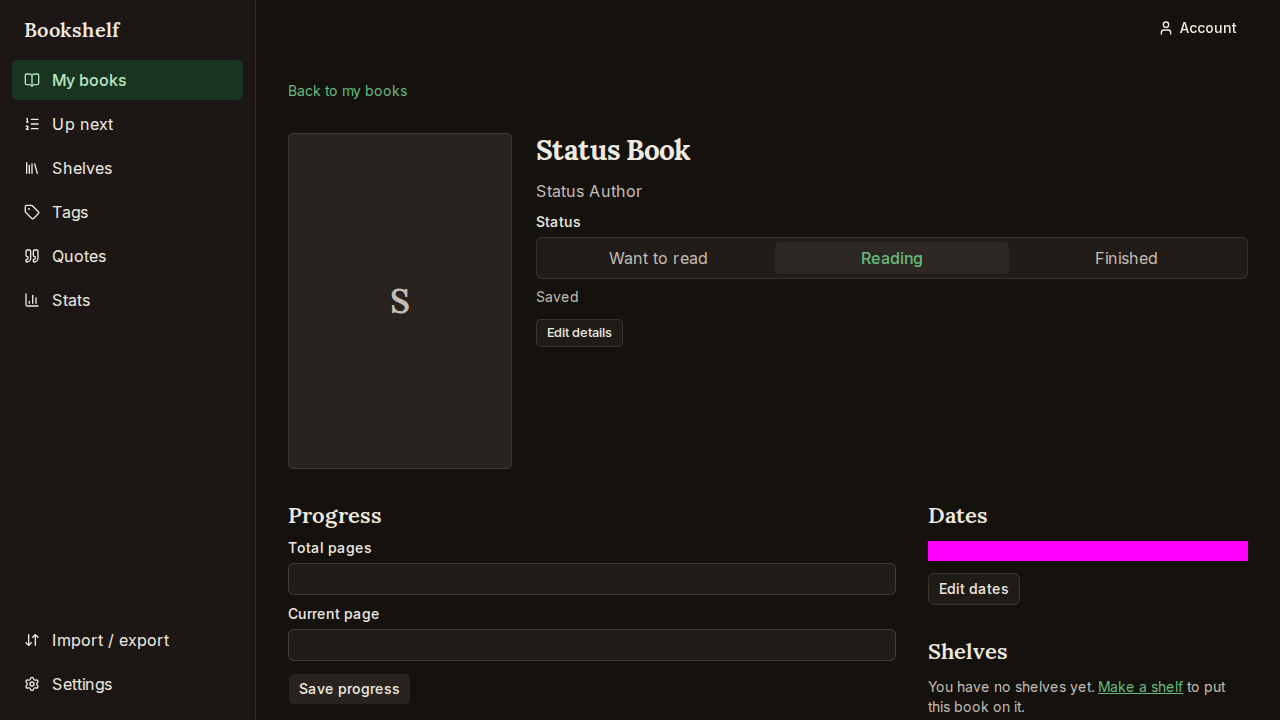 Bookshelf
My books
Up next
Shelves
Tags
Quotes
Stats
Import / export
Settings
Account
Back to my books
S
Status Book
Status Author
Status
Want to read
Reading
Finished
Saved
Edit details
Progress
Total pages
Current page
Save progress
Dates
Edit dates
Shelves
You have no shelves yet. Make a shelf to put
this book on it.